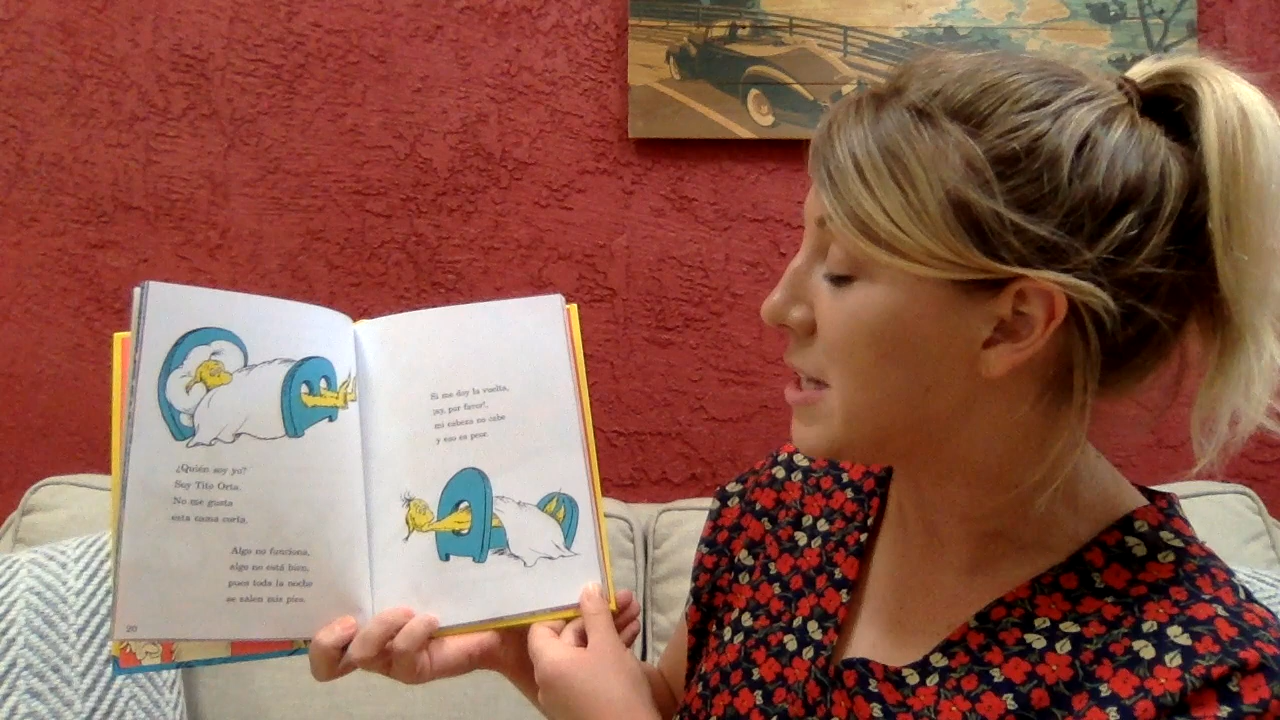 ¿Quién soy yo?
Soy Tito Orta.
No me gusta
esta cama corta.
Algo no funciona,
algo no está bien,
pues toda la noche
se salen mis pies.
20
Si me doy la vuelta,
¡ay, por favor!,
mi cabeza no cabe
y eso es peor.